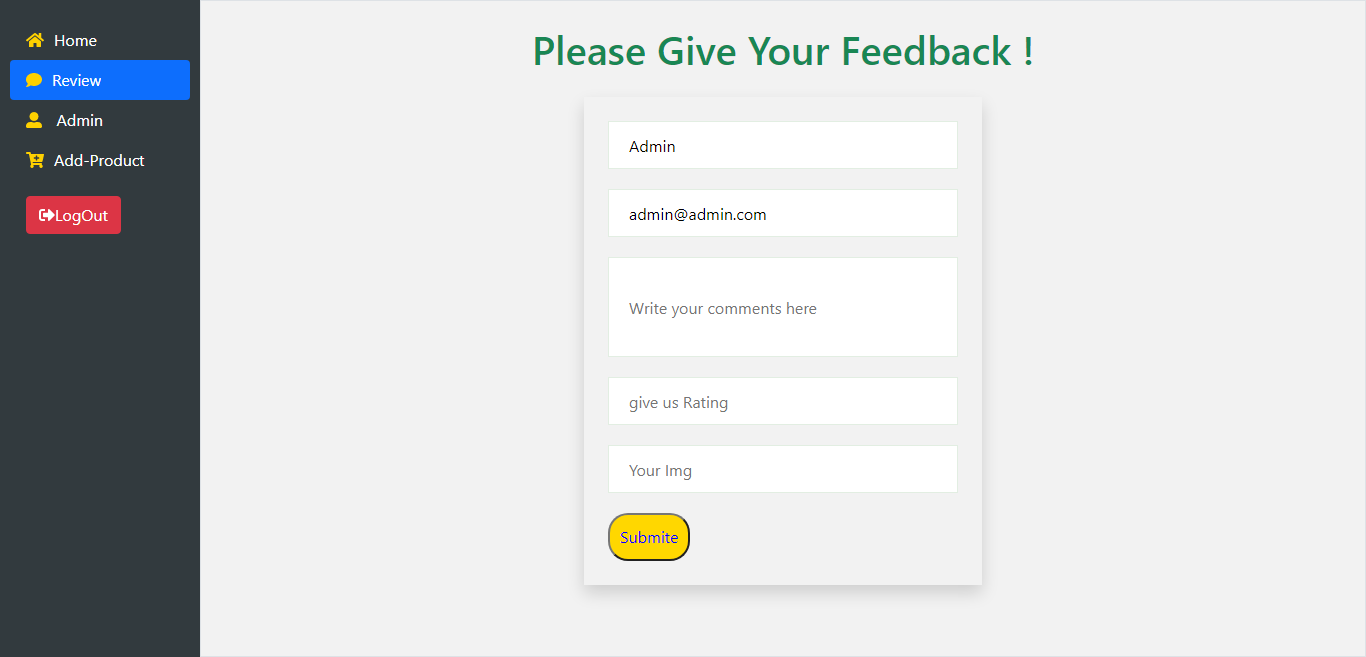 Home
Review
Admin
Add-Product
LogOut
Please Give Your Feedback !
Admin
admin@admin.com
Write your comments here
give us Rating
Your Img
Submite